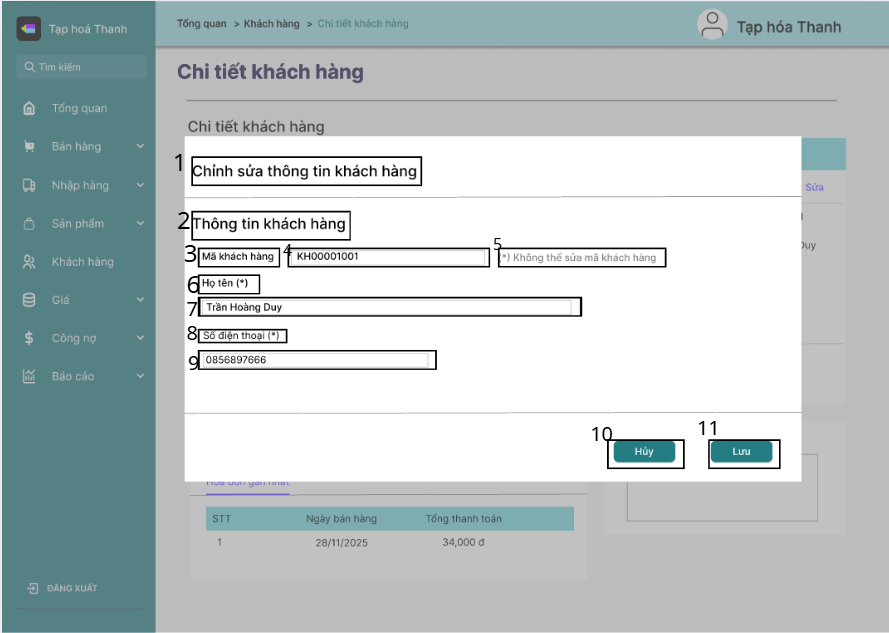 Tạp hoá Thanh
Tổng quan > Khách hàng > Chi tiết khách hàng
Tạp hóa Thanh
Tìm kiếm
Chi tiết khách hàng
Tổng quan
Chi tiết khách hàng
Bán hàng
1
Chỉnh sửa thông tin khách hàng
Nhập hàng
Sửa
2
Thông tin khách hàng
Sản phẩm
3
Mã khách hàng
4
KH00001001
5
(*) Không thể sửa mã khách hàng
Duy
Khách hàng
6
Họ tên (*)
Giá
7
Trần Hoàng Duy
8
Số điện thoại (*)
Công nợ
9
0856897666
Báo cáo
10
Hủy
11
Lưu
Hóa đơn gần nhất
STT
Ngày bán hàng
Tổng thanh toán
1
28/11/2025
34,000 đ
ĐĂNG XUẤT